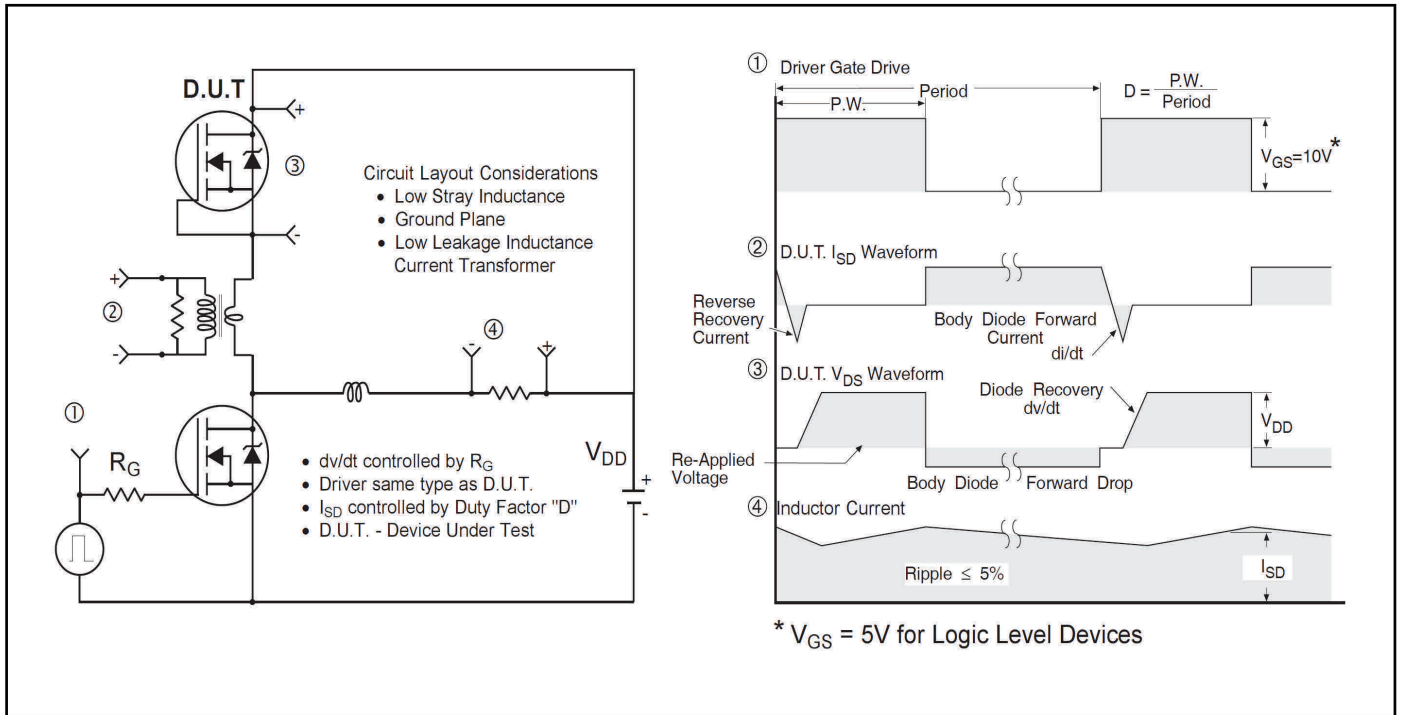 D.U.T
+
③
-
Circuit Layout Considerations
• Low Stray Inductance
• Ground Plane
• Low Leakage Inductance
Current Transformer
+
②
-
④
-
+
①
RG
VDD
+
-
• dv/dt controlled by RG
• Driver same type as D.U.T.
• ISD controlled by Duty Factor "D"
• D.U.T. - Device Under Test
① Driver Gate Drive
Period
P.W.
D = P.W.
Period
VGS=10V*
② D.U.T. ISD Waveform
Reverse
Recovery
Current
Body Diode Forward
Current
di/dt
③ D.U.T. VDS Waveform
Diode Recovery
dv/dt
VDD
Re-Applied
Voltage
Body Diode Forward Drop
④ Inductor Current
Ripple ≤ 5%
ISD
* VGS = 5V for Logic Level Devices